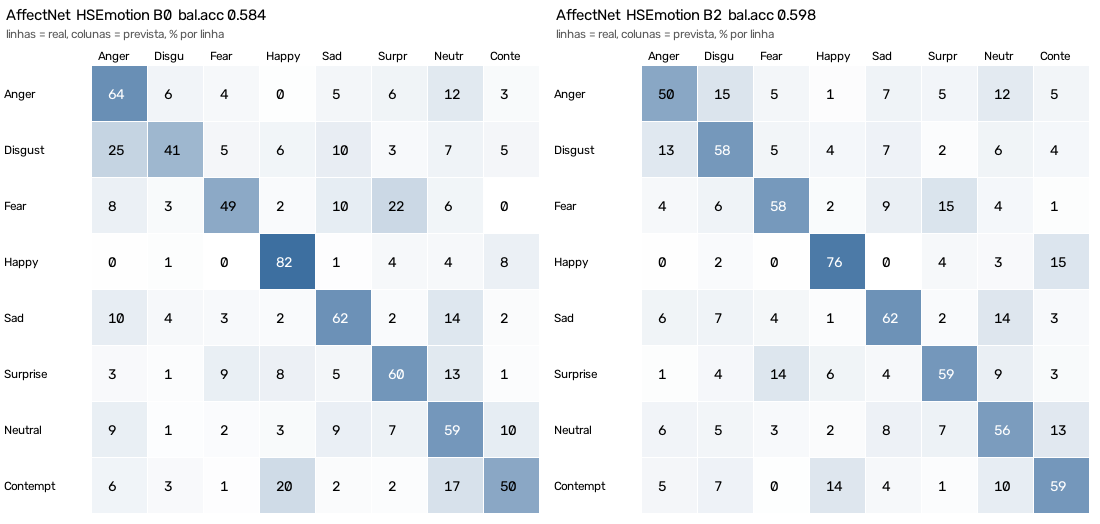 AffectNet HSEmotion B0 bal.acc 0.584
linhas = real, colunas = prevista, % por linha
Anger Disgu Fear Happy Sad Surpr Neutr Conte
Anger 64 6 4 0 5 6 12 3
Disgust 25 41 5 6 10 3 7 5
Fear 8 3 49 2 10 22 6 0
Happy 0 1 0 82 1 4 4 8
Sad 10 4 3 2 62 2 14 2
Surprise 3 1 9 8 5 60 13 1
Neutral 9 1 2 3 9 7 59 10
Contempt 6 3 1 20 2 2 17 50
AffectNet HSEmotion B2 bal.acc 0.598
linhas = real, colunas = prevista, % por linha
Anger Disgu Fear Happy Sad Surpr Neutr Conte
Anger 50 15 5 1 7 5 12 5
Disgust 13 58 5 4 7 2 6 4
Fear 4 6 58 2 9 15 4 1
Happy 0 2 0 76 0 4 3 15
Sad 6 7 4 1 62 2 14 3
Surprise 1 4 14 6 4 59 9 3
Neutral 6 5 3 2 8 7 56 13
Contempt 5 7 0 14 4 1 10 59